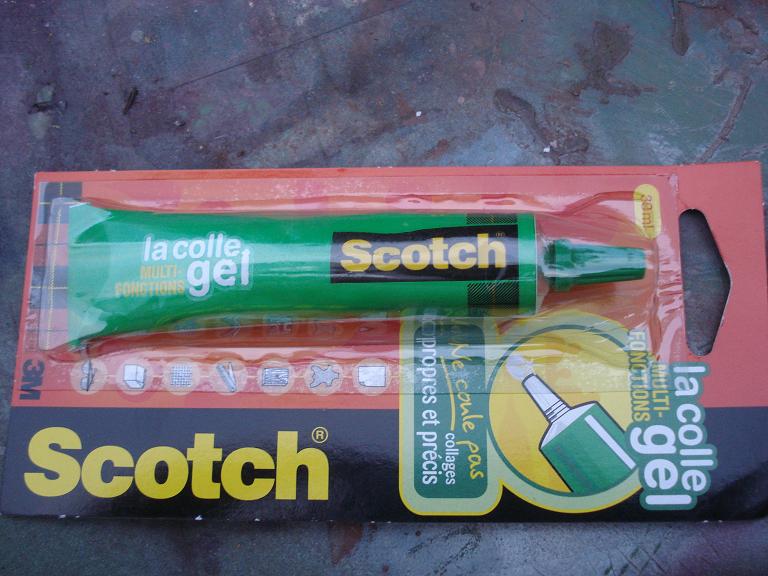 30ml
la colle
MULTI-
FONCTIONS
gel
Scotch®
3M
Scotch®
Ne coule pas
collages
propres et précis
la colle
MULTI-
FONCTIONS
gel